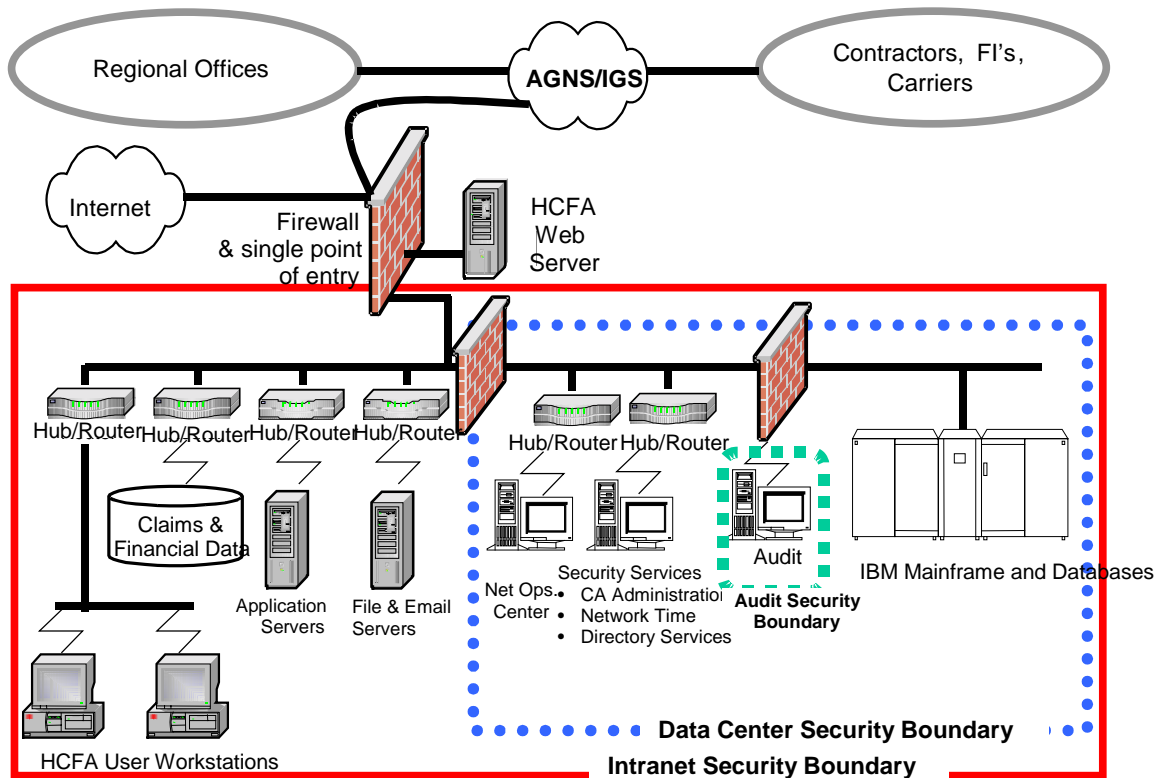 Regional Offices
AGNS/IGS
Contractors, FI's,
Carriers
Internet
Firewall
& single point
of entry
HCFA
Web
Server
Hub/Router
Hub/Router
Hub/Router
Hub/Router
Hub/Router
Hub/Router
Claims &
Financial Data
Application
Servers
File & Email
Servers
Net Ops.
Center
Security Services
• CA Administration
• Network Time
• Directory Services
Audit
Audit Security
Boundary
IBM Mainframe and Databases
HCFA User Workstations
Data Center Security Boundary
Intranet Security Boundary